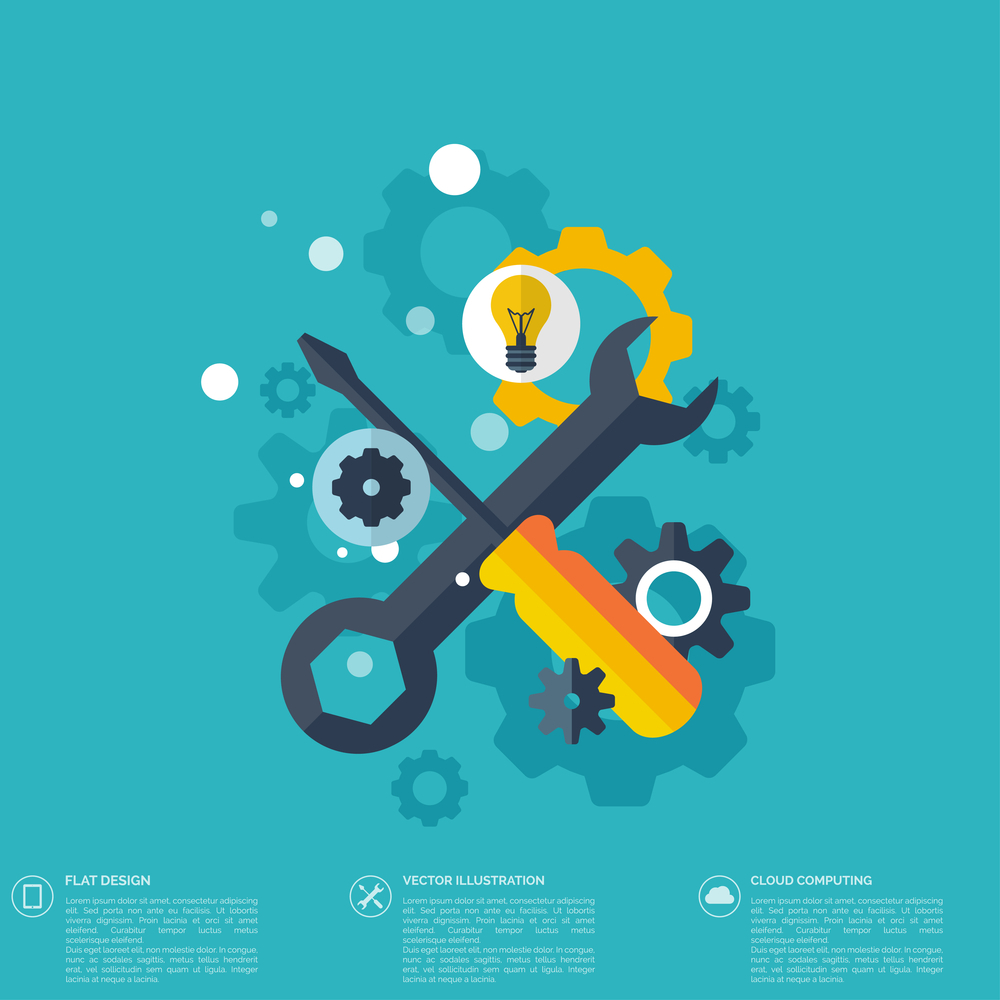 FLAT DESIGN
Lorem ipsum dolor sit amet, consectetur adipiscing
elit. Sed porta non ante eu facilisis. Ut lobortis
viverra dignissim. Proin lacinia et orci sit amet
eleifend. Curabitur tempor luctus metus
scelerisque eleifend.
Duis eget laoreet elit, non molestie dolor. In congue,
nunc ac sodales sagittis, metus dui hendrerit
erat, vel sollicitudin sem quam ut ligula. Integer
lacinia at neque a lacinia.
VECTOR ILLUSTRATION
Lorem ipsum dolor sit amet, consectetur adipiscing
elit. Sed porta non ante eu facilisis. Ut lobortis
viverra dignissim. Proin lacinia et orci sit amet
eleifend. Curabitur tempor luctus metus
scelerisque eleifend.
Duis eget laoreet elit, non molestie dolor. In congue,
nunc ac sodales sagittis, metus dui hendrerit
erat, vel sollicitudin sem quam ut ligula. Integer
lacinia at neque a lacinia.
CLOUD COMPUTING
Lorem ipsum dolor sit amet, consectetur adipiscing
elit. Sed porta non ante eu facilisis. Ut lobortis
viverra dignissim. Proin lacinia et orci sit amet
eleifend. Curabitur tempor luctus metus
scelerisque eleifend.
Duis eget laoreet elit, non molestie dolor. In congue,
nunc ac sodales sagittis, metus dui hendrerit
erat, vel sollicitudin sem quam ut ligula. Integer
lacinia at neque a lacinia.